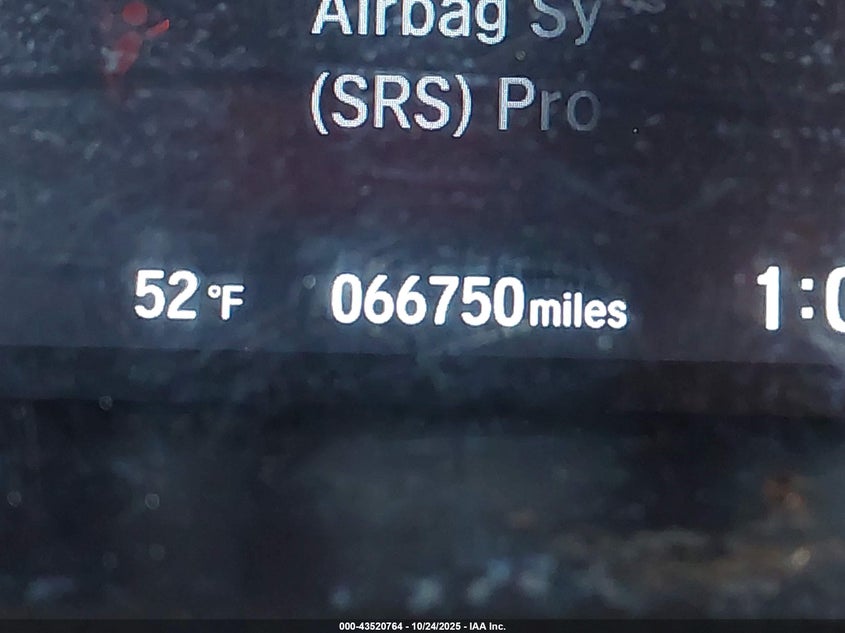 Airbag Sy
(SRS) Pro
52 °F 066750 miles 1:0
000-43520764 - 10/24/2025 - IAA Inc.